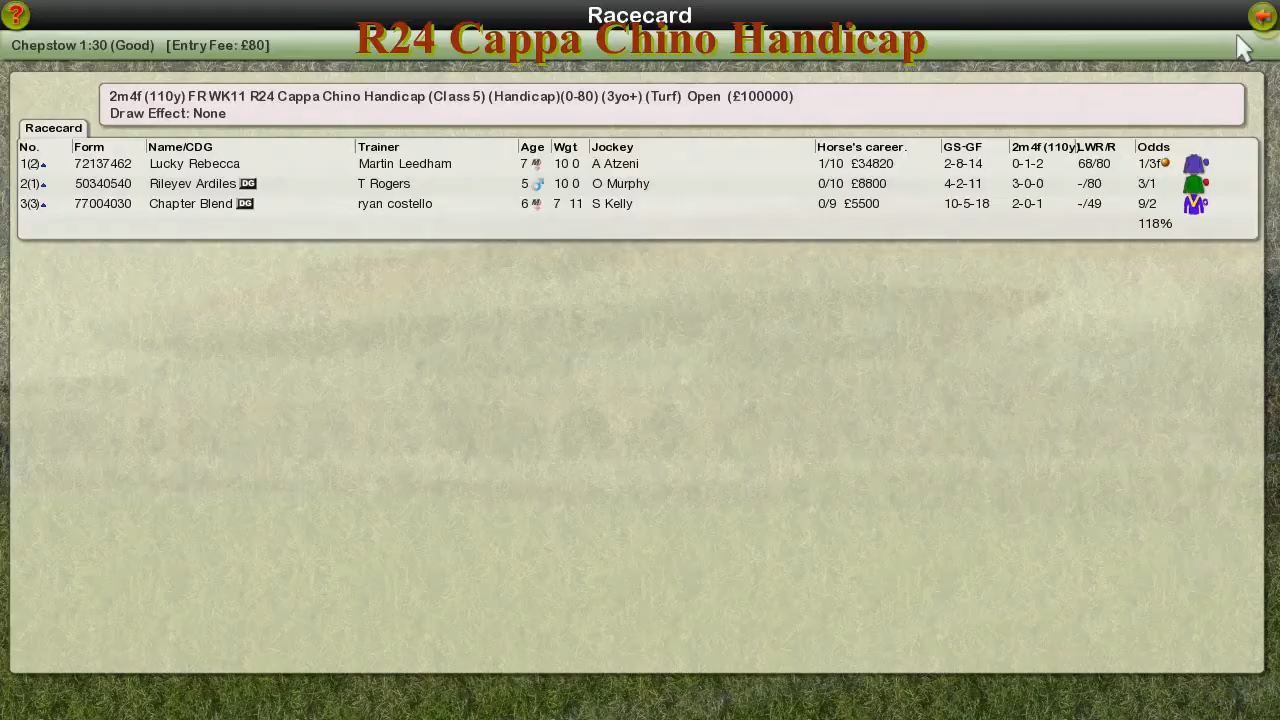 ?
Racecard
R24 Cappa Chino Handicap
Chepstow 1:30 (Good) [Entry Fee: £80]
2m4f (110y) FR WK11 R24 Cappa Chino Handicap (Class 5) (Handicap)(0-80) (3yo+) (Turf) Open (£100000)
Draw Effect: None
Racecard
No. Form Name/CDG Trainer Age Wgt Jockey Horse's career. GS-GF 2m4f (110y) LWR/R Odds
1(2) 72137462 Lucky Rebecca Martin Leedham 7 10 0 A Atzeni 1/10 £34820 2-8-14 0-1-2 68/80 1/3f
2(1) 50340540 Rileyev Ardiles DG T Rogers 5 10 0 O Murphy 0/10 £8800 4-2-11 3-0-0 -/80 3/1
3(3) 77004030 Chapter Blend DG ryan costello 6 7 11 S Kelly 0/9 £5500 10-5-18 2-0-1 -/49 9/2
118%